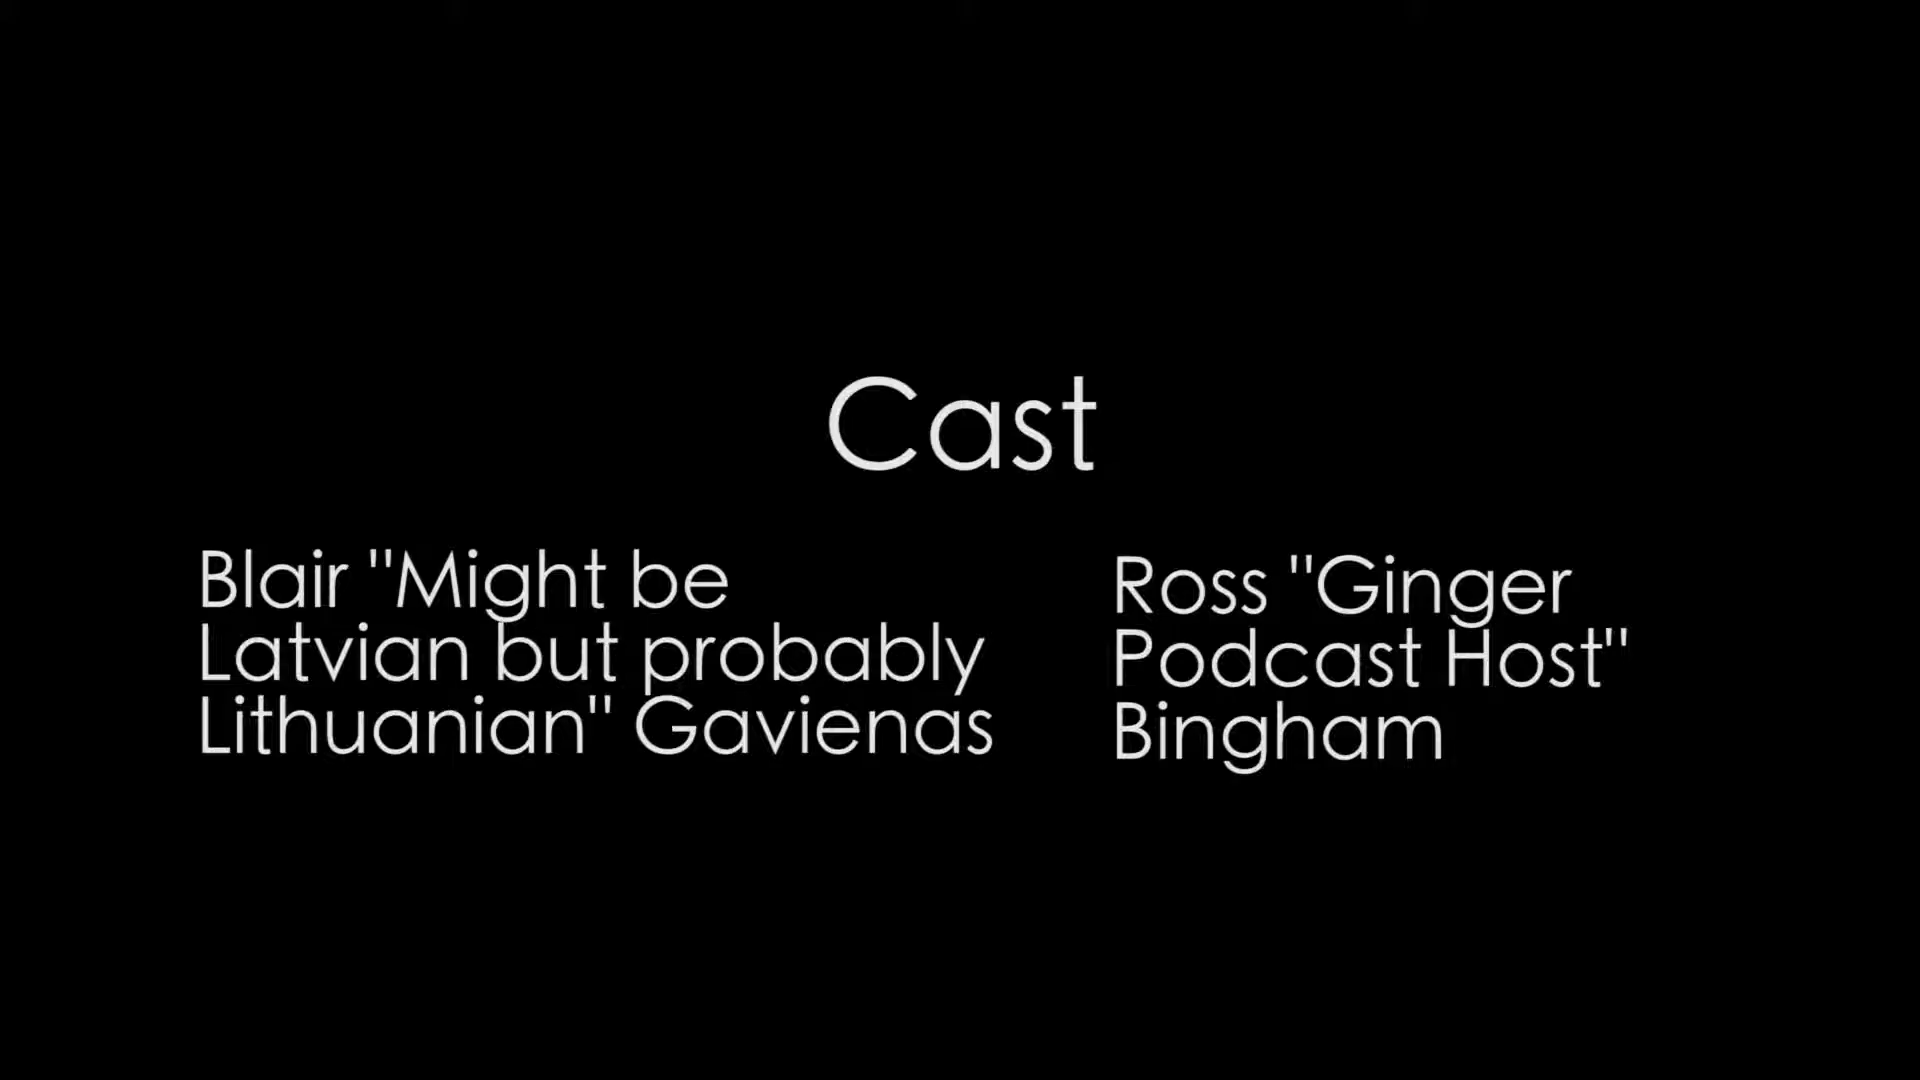 Cast
Blair "Might be
Latvian but probably
Lithuanian" Gavienas
Ross "Ginger
Podcast Host"
Bingham